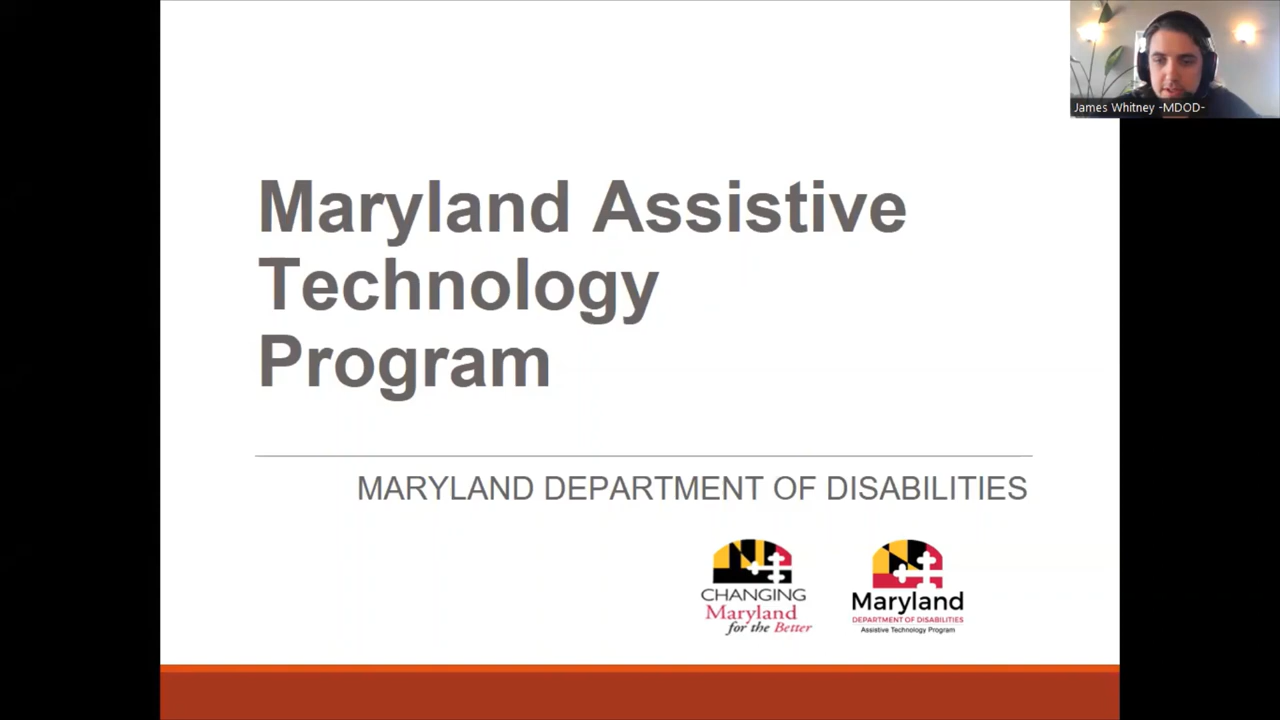 James Whitney -MDOD-
Maryland Assistive
Technology
Program
MARYLAND DEPARTMENT OF DISABILITIES
CHANGING
Maryland
for the Better
Maryland
DEPARTMENT OF DISABILITIES
Assistive Technology Program